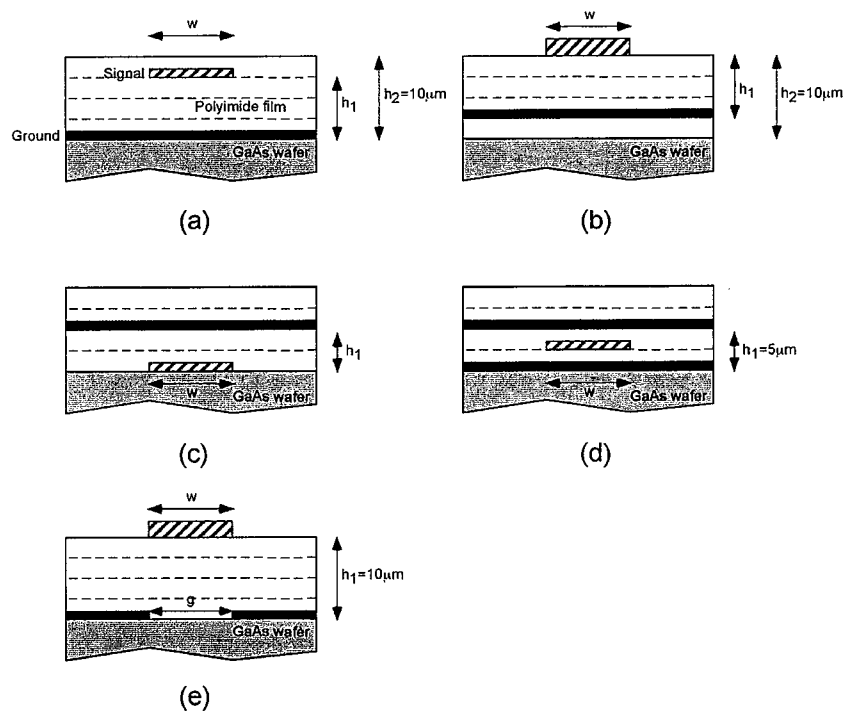 w
Signal
Polyimide film
h1
h2=10μm
Ground
GaAs wafer
(a)
w
h1
h2=10μm
GaAs wafer
(b)
h1
w
GaAs wafer
(c)
h1=5μm
w
GaAs wafer
(d)
w
h1=10μm
g
GaAs wafer
(e)